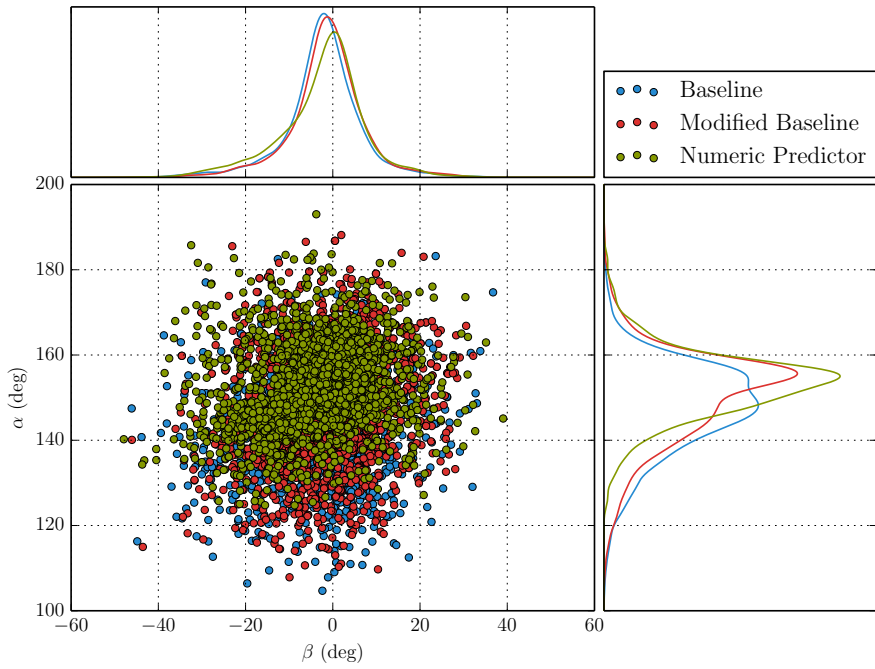 Baseline
Modified Baseline
Numeric Predictor
200
180
160
140
120
100
α (deg)
−60 −40 −20 0 20 40 60
β (deg)